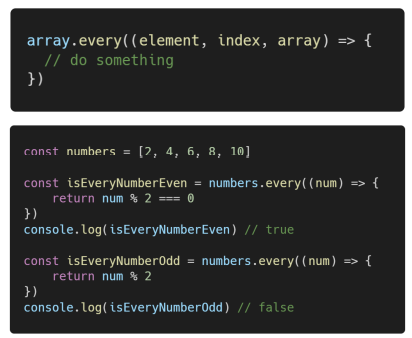 array.every((element, index, array) => {
  // do something
})
const numbers = [2, 4, 6, 8, 10]
const isEveryNumberEven = numbers.every((num) => {
    return num % 2 === 0
})
console.log(isEveryNumberEven) // true
const isEveryNumberOdd = numbers.every((num) => {
    return num % 2
})
console.log(isEveryNumberOdd) // false